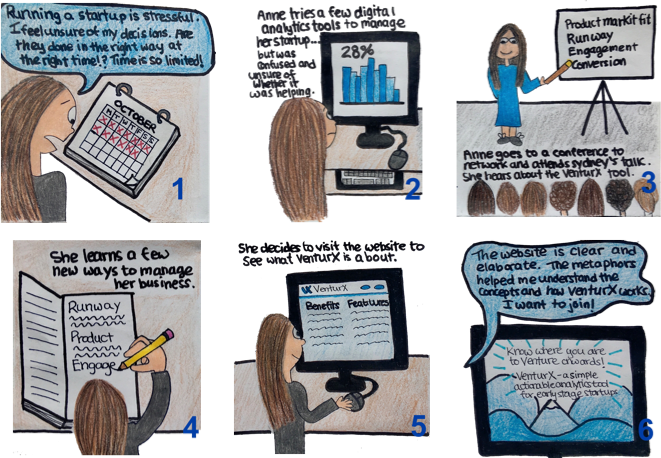 Running a startup is stressful.
I feel unsure of my decisions. Are
they done in the right way at
the right time!? Time is so limited!
OCTOBER
M T W T F S S
1
Anne tries a few digital
analytics tools to manage
her startup...
but was
confused and
unsure of
whether it
was helping.
28%
2
Product markit fit
Runway
Engagement
Conversion
Anne goes to a conference to
network and attends sydney's talk.
She hears about the VenturX tool.
3
She learns a few
new ways to manage
her business.
Runway
Product
Engage
4
She decides to visit the website to
see what VenturX is about.
VX VenturX
Benefits Features
5
The website is clear and
elaborate. The metaphors
helped me understand the
concepts and how VenturX works.
I want to join!
Know where you are
to Venture onwards!
VenturX - a simple
actionable analytics tool
for early stage startups
6